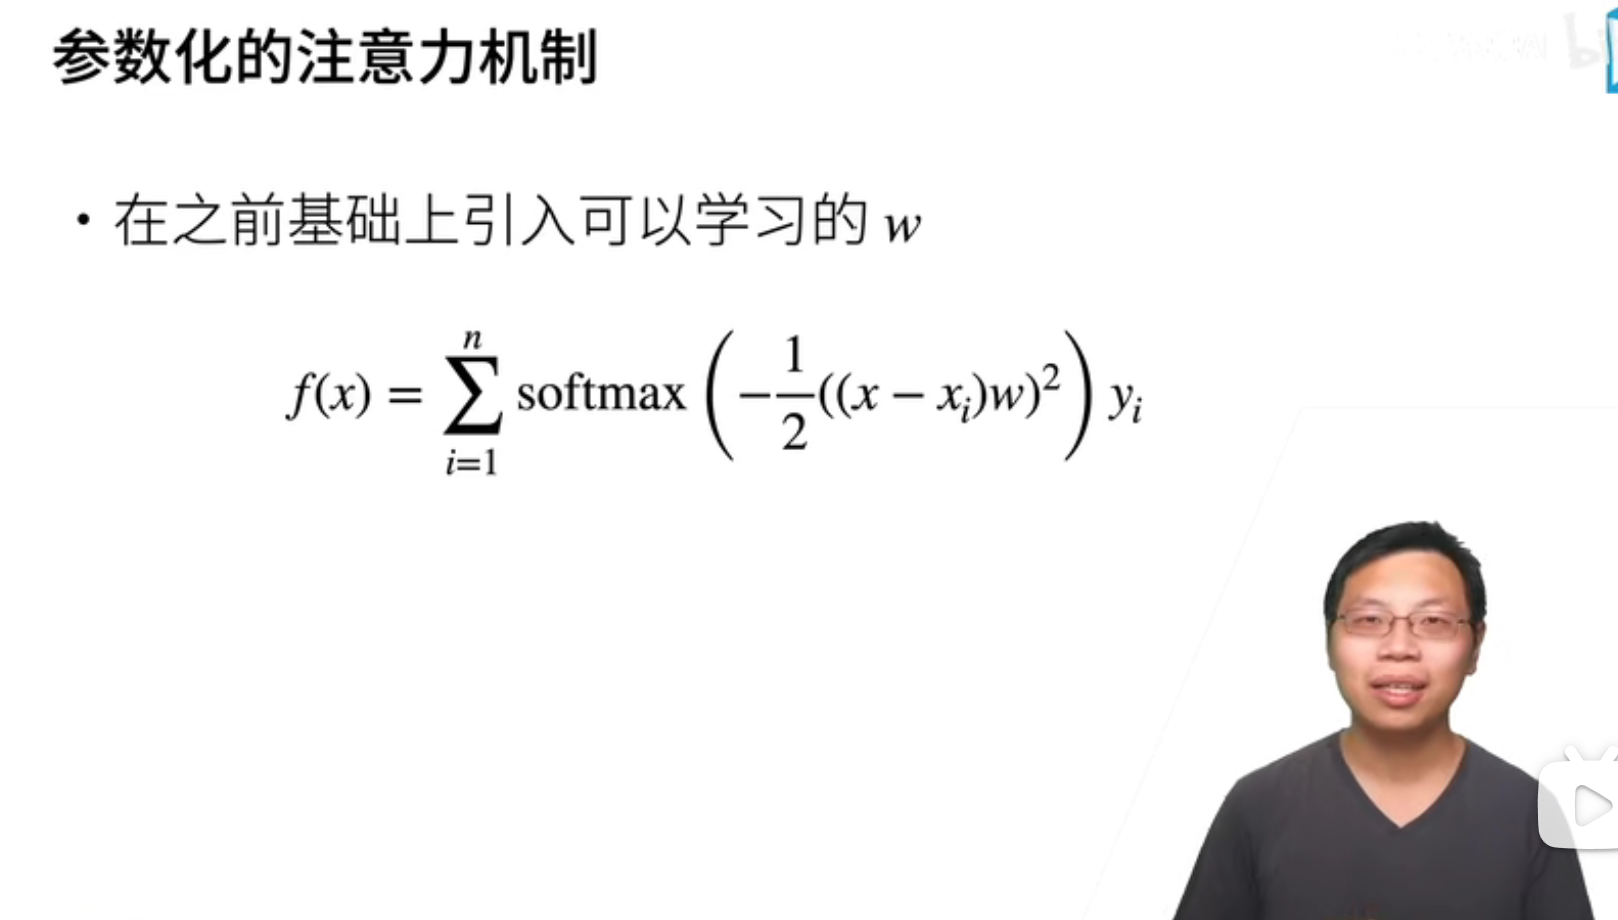 参数化的注意力机制
• 在之前基础上引入可以学习的 w
f(x) = \sum_{i=1}^{n} softmax \left( -\frac{1}{2}((x - x_i)w)^2 \right) y_i